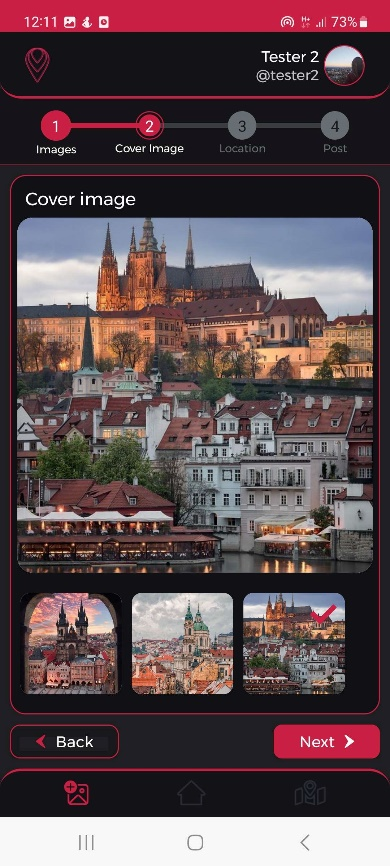 12:11 73%
Tester 2
@tester2
1 2 3 4
Images Cover Image Location Post
Cover image
Back Next